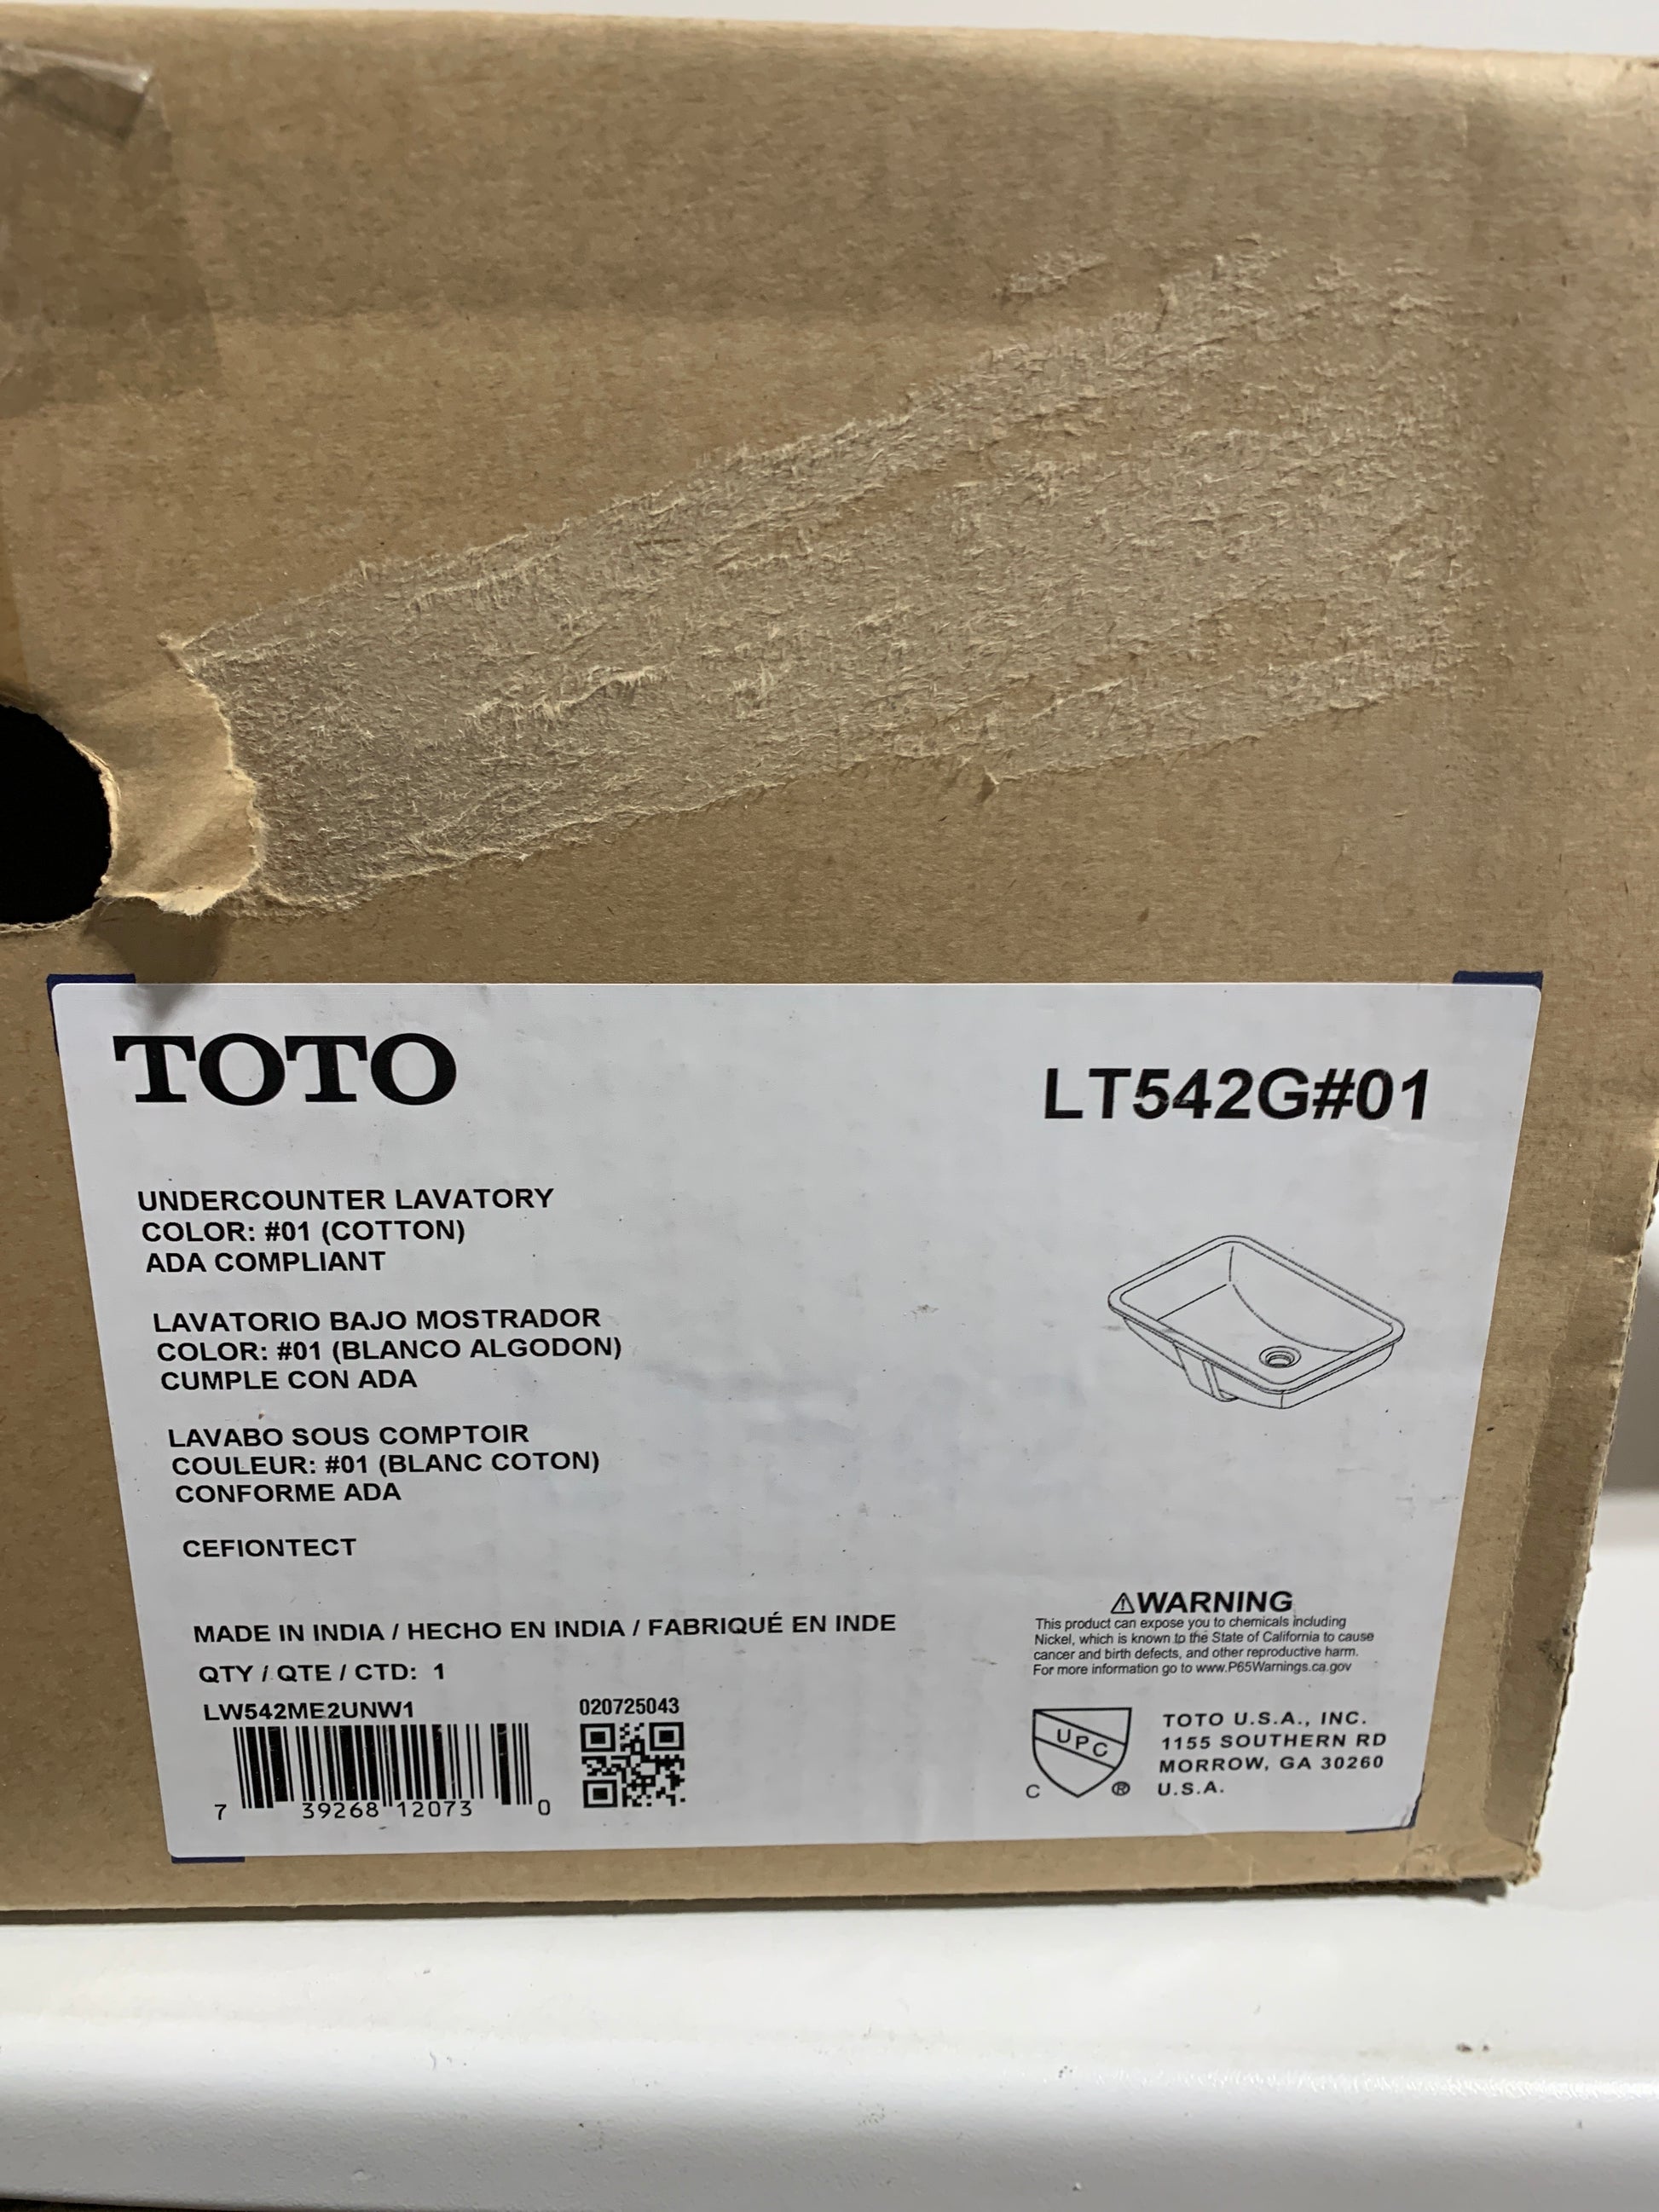 TOTO
LT542G#01
UNDERCOUNTER LAVATORY
COLOR: #01 (COTTON)
ADA COMPLIANT
LAVATORIO BAJO MOSTRADOR
COLOR: #01 (BLANCO ALGODON)
CUMPLE CON ADA
LAVABO SOUS COMPTOIR
COULEUR: #01 (BLANC COTON)
CONFORME ADA
CEFIONTECT
MADE IN INDIA / HECHO EN INDIA / FABRIQUÉ EN INDE
QTY / QTE / CTD: 1
LW542ME2UNW1
7 39268 12073 0
020725043
⚠WARNING
This product can expose you to chemicals including
Nickel, which is known to the State of California to cause
cancer and birth defects, and other reproductive harm.
For more information go to www.P65Warnings.ca.gov
UPC
C ®
TOTO U.S.A., INC.
1155 SOUTHERN RD
MORROW, GA 30260
U.S.A.